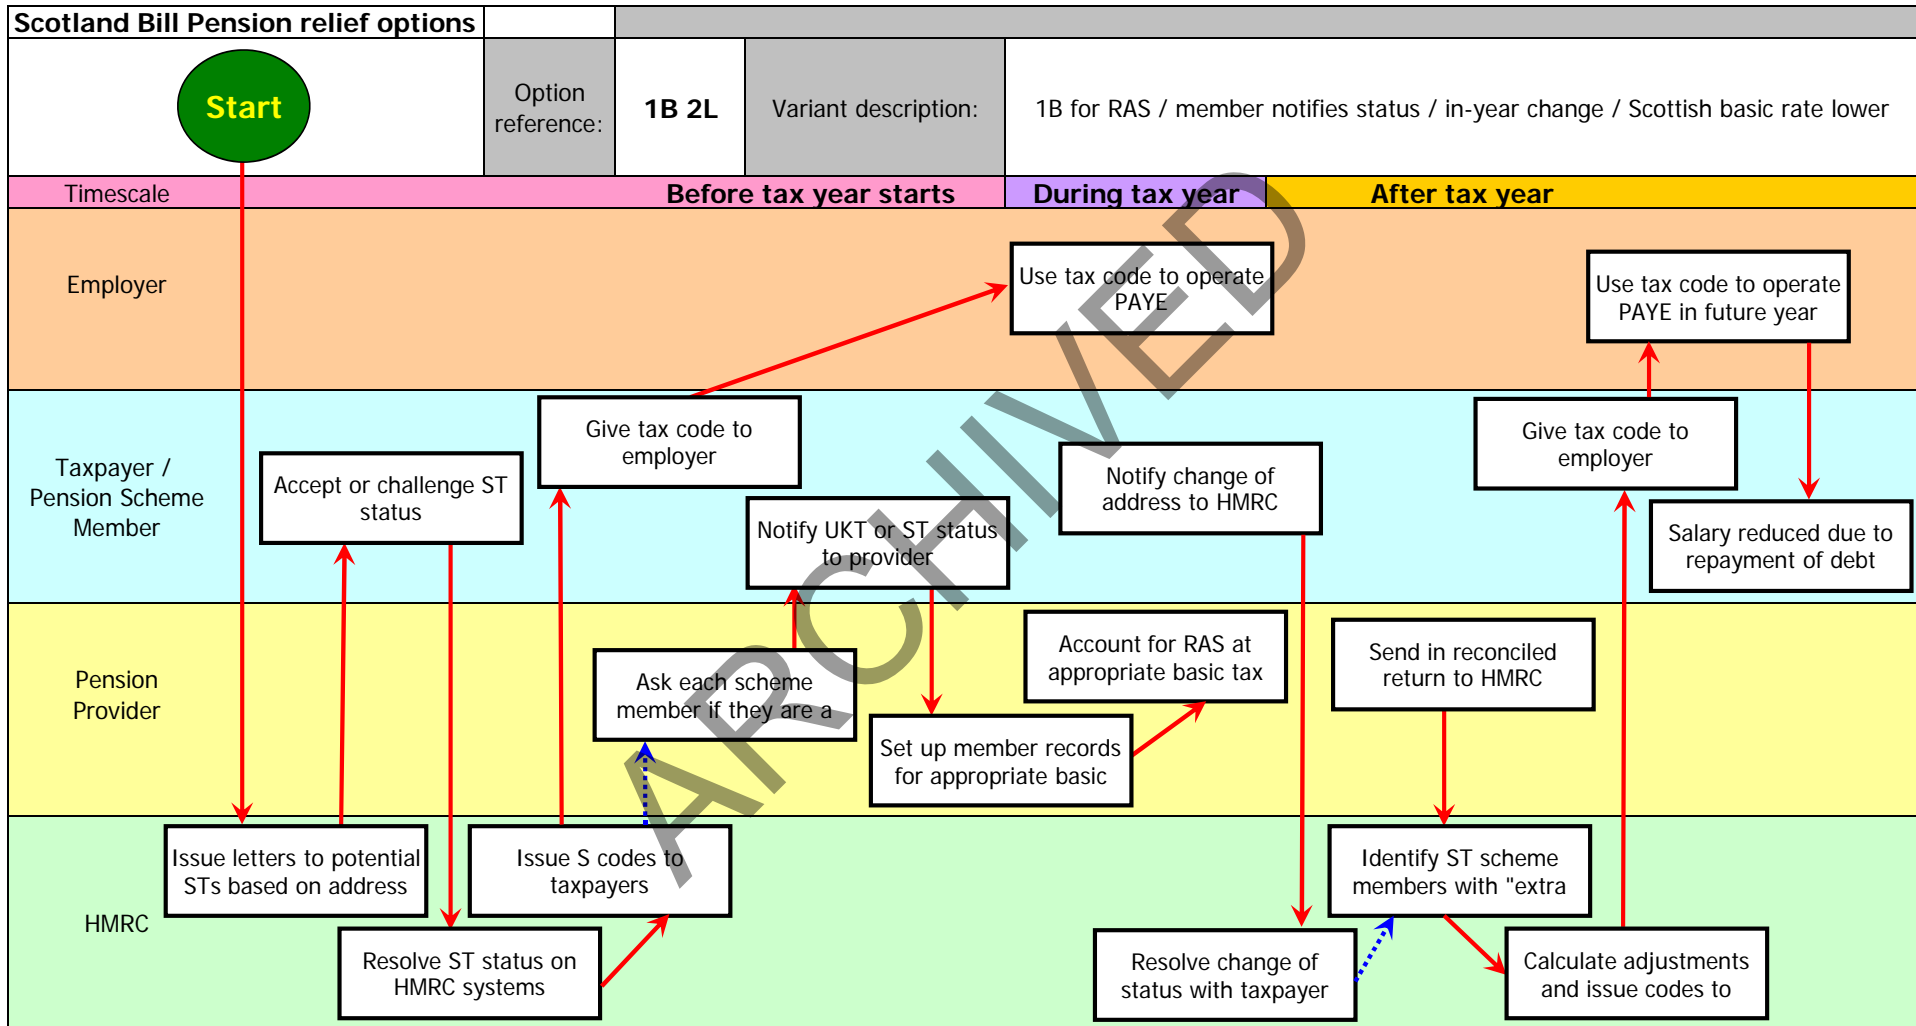 Scotland Bill Pension relief options
Start
Option
reference:
1B 2L
Variant description:
1B for RAS / member notifies status / in-year change / Scottish basic rate lower
Timescale
Before tax year starts
During tax year
After tax year
Employer
Use tax code to operate
PAYE
Use tax code to operate
PAYE in future year
Taxpayer /
Pension Scheme
Member
Accept or challenge ST
status
Give tax code to
employer
Notify UKT or ST status
to provider
Notify change of
address to HMRC
Give tax code to
employer
Salary reduced due to
repayment of debt
Pension
Provider
Ask each scheme
member if they are a
Set up member records
for appropriate basic
Account for RAS at
appropriate basic tax
Send in reconciled
return to HMRC
HMRC
Issue letters to potential
STs based on address
Resolve ST status on
HMRC systems
Issue S codes to
taxpayers
Resolve change of
status with taxpayer
Identify ST scheme
members with "extra
Calculate adjustments
and issue codes to
ARCHIVED